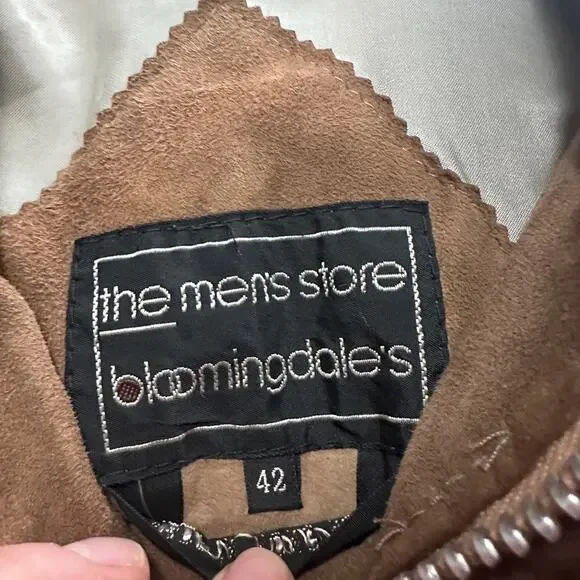 the men's store
bloomingdale's
42